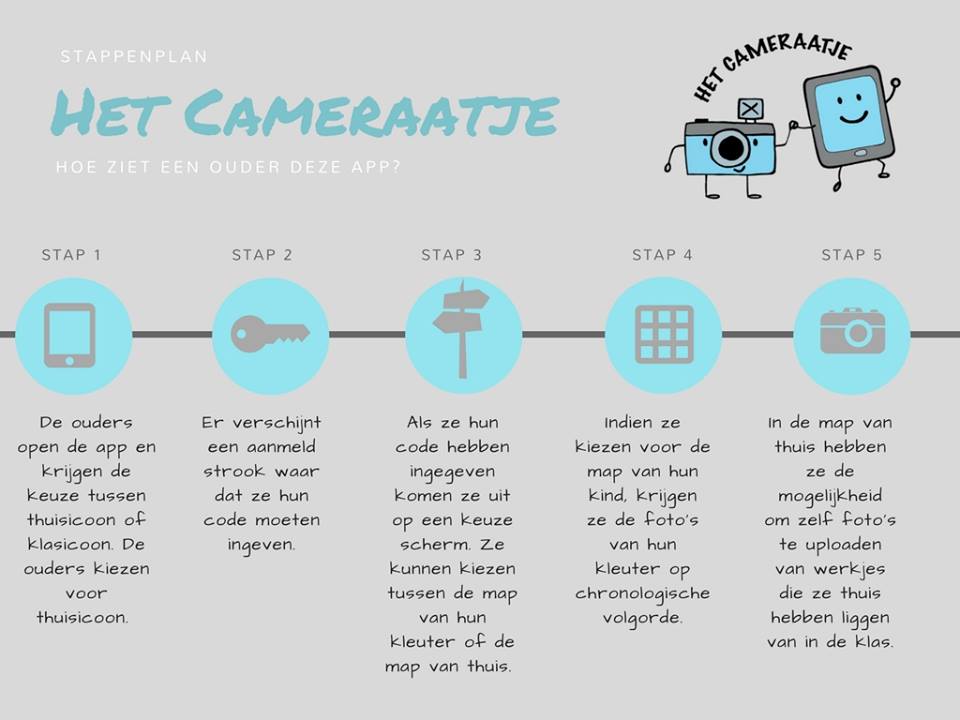 STAPPENPLAN
HET CAMERAATJE
HOE ZIET EEN OUDER DEZE APP?
HET CAMERAATJE
STAP 1
De ouders
open de app en
krijgen de
keuze tussen
thuisicoon of
klasicoon. De
ouders kiezen
voor
thuisicoon.
STAP 2
Er verschijnt
een aanmeld
strook waar
dat ze hun
code moeten
ingeven.
STAP 3
Als ze hun
code hebben
ingegeven
komen ze uit
op een keuze
scherm. Ze
kunnen kiezen
tussen de map
van hun
kleuter of de
map van thuis.
STAP 4
Indien ze
kiezen voor de
map van hun
kind, krijgen
ze de foto's
van hun
kleuter op
chronologische
volgorde.
STAP 5
In de map van
thuis hebben
ze de
mogelijkheid
om zelf foto's
te uploaden
van werkjes
die ze thuis
hebben liggen
van in de klas.